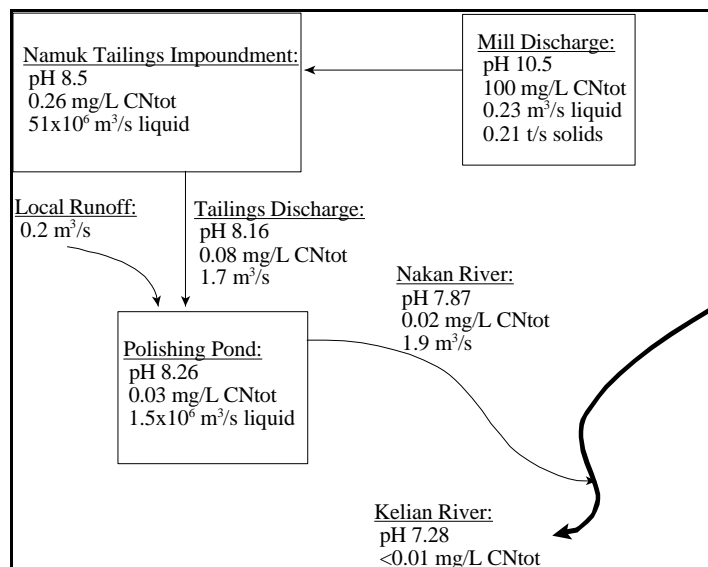 Namuk Tailings Impoundment:
pH 8.5
0.26 mg/L CNtot
51x10⁶ m³/s liquid
Mill Discharge:
pH 10.5
100 mg/L CNtot
0.23 m³/s liquid
0.21 t/s solids
Local Runoff:
0.2 m³/s
Tailings Discharge:
pH 8.16
0.08 mg/L CNtot
1.7 m³/s
Nakan River:
pH 7.87
0.02 mg/L CNtot
1.9 m³/s
Polishing Pond:
pH 8.26
0.03 mg/L CNtot
1.5x10⁶ m³/s liquid
Kelian River:
pH 7.28
<0.01 mg/L CNtot